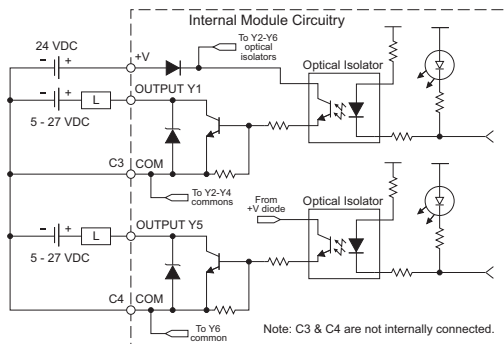 Internal Module Circuitry
24 VDC
+V
To Y2-Y6
optical
isolators
Optical Isolator
- +
- +
L
OUTPUT Y1
5 - 27 VDC
C3
COM
To Y2-Y4
commons
From
+V diode
Optical Isolator
- +
L
OUTPUT Y5
5 - 27 VDC
C4
COM
To Y6
common
Note: C3 & C4 are not internally connected.